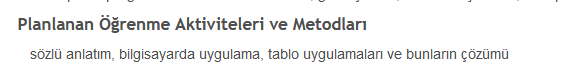 Planlanan Öğrenme Aktiviteleri ve Metodları
sözlü anlatım, bilgisayarda uygulama, tablo uygulamaları ve bunların çözümü